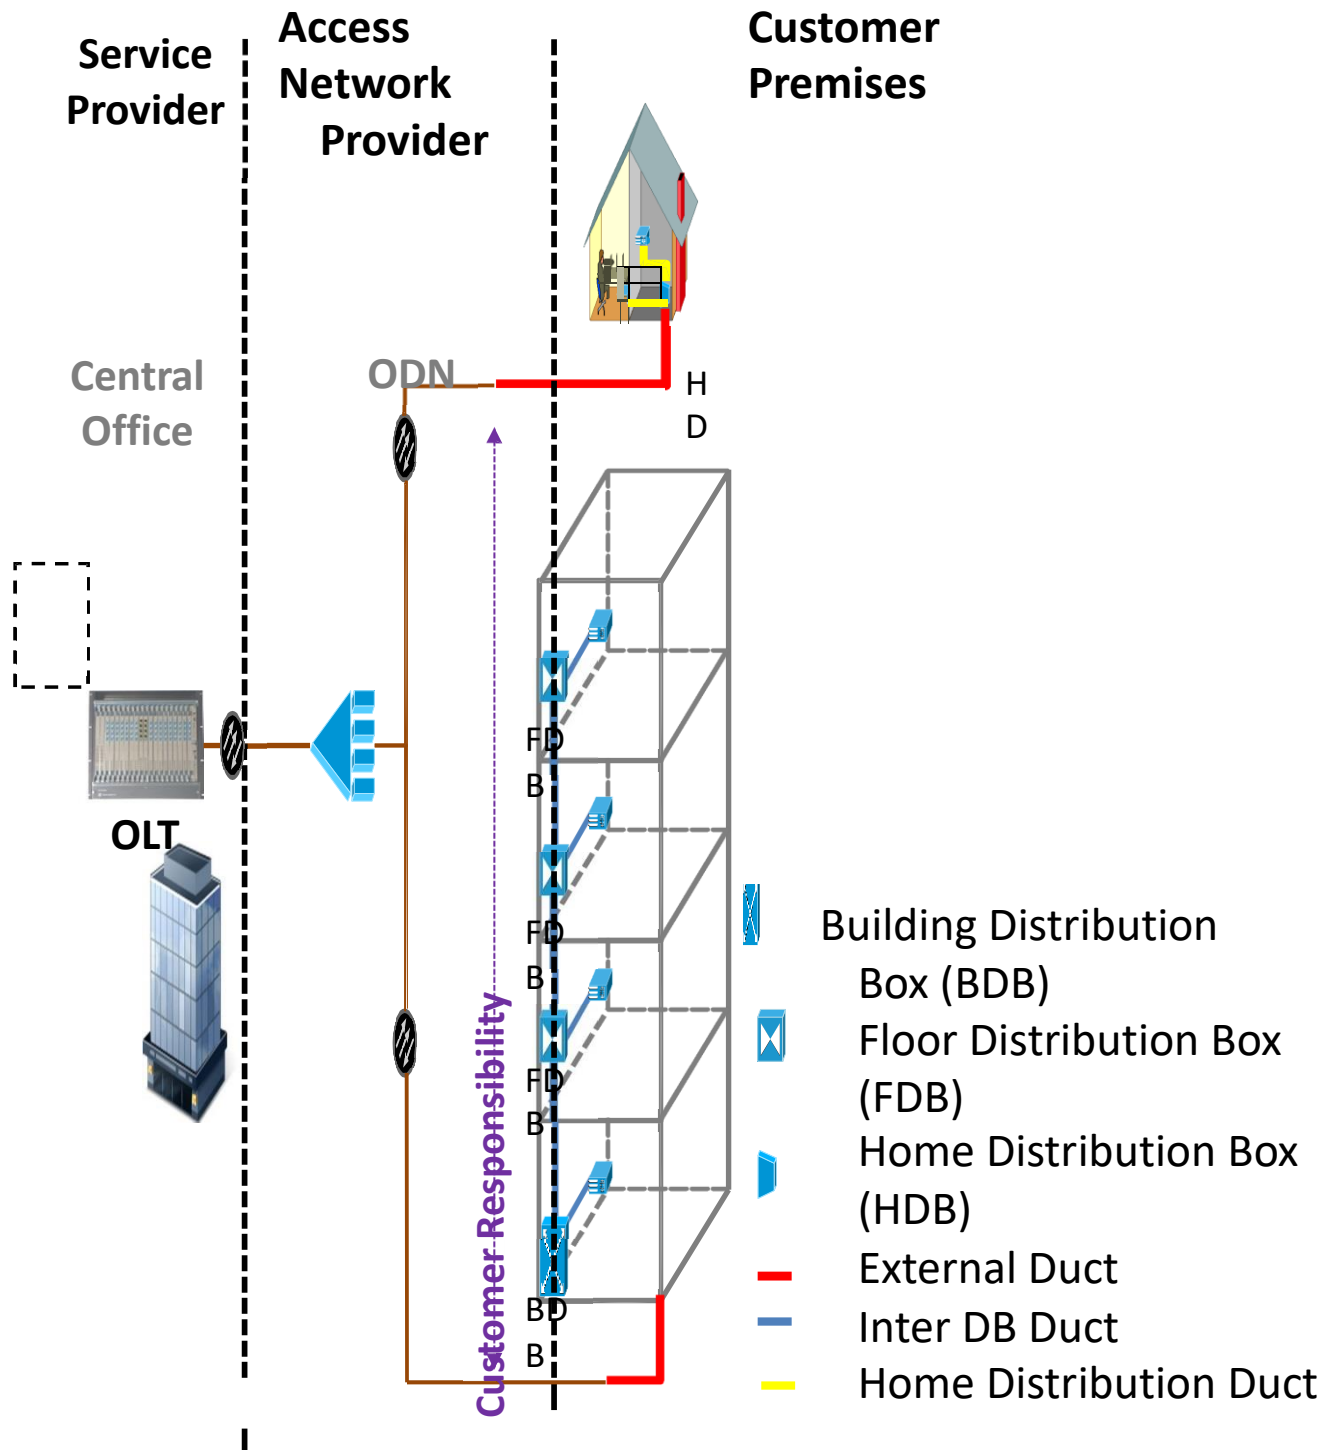 Service
Provider
Access
Network
Provider
Customer
Premises
Central
Office
ODN
H
D
OLT
FD
B
FD
B
FD
B
BD
B
Customer Responsibility
Building Distribution
Box (BDB)
Floor Distribution Box
(FDB)
Home Distribution Box
(HDB)
External Duct
Inter DB Duct
Home Distribution Duct